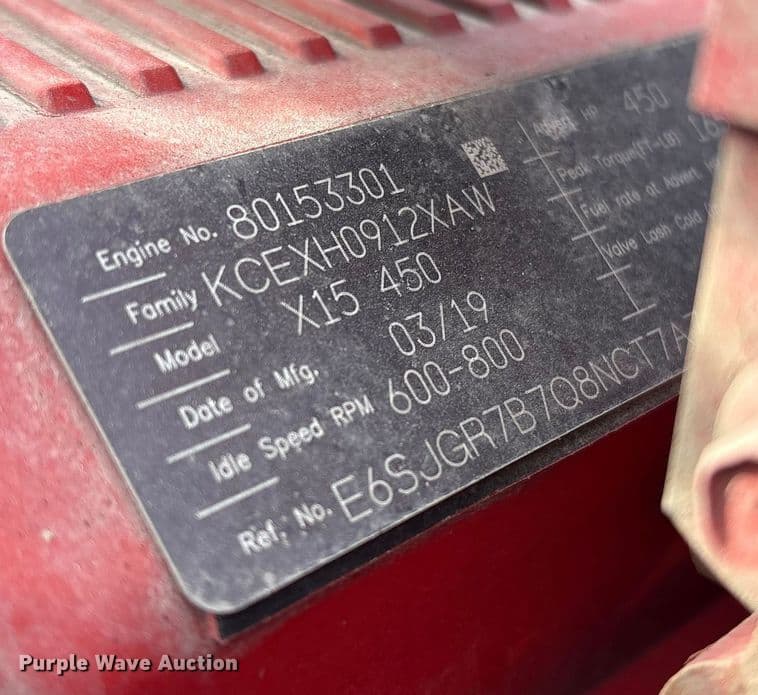 Engine No. 80153301
Family KCEXH0912XAW
Model X15 450
Date of Mfg. 03/19
Idle Speed RPM 600-800
Ref. No. E6SJGR7B7Q8NCT7A
HP 450
Peak Torque(FT-LB)
Fuel rate at Advert.
Valve Lash Cold
Purple Wave Auction